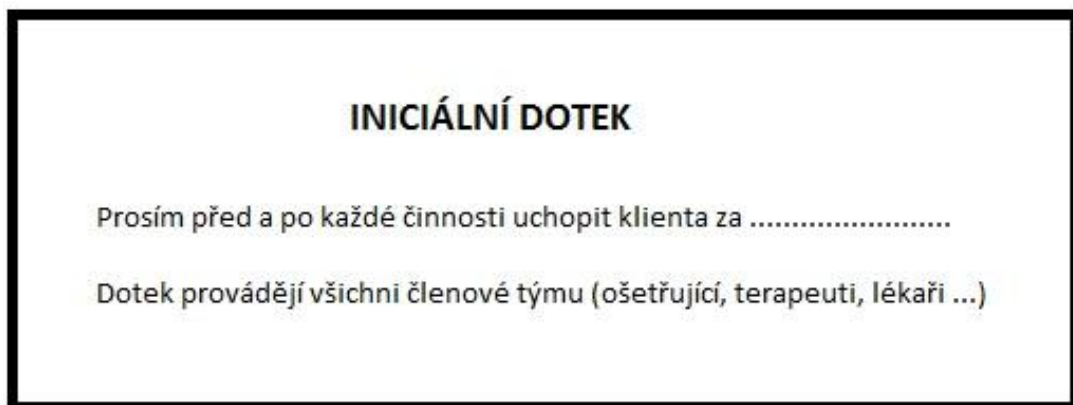 INICIÁLNÍ DOTEK
Prosím před a po každé činnosti uchopit klienta za ........................
Dotek provádějí všichni členové týmu (ošetřující, terapeuti, lékaři ...)